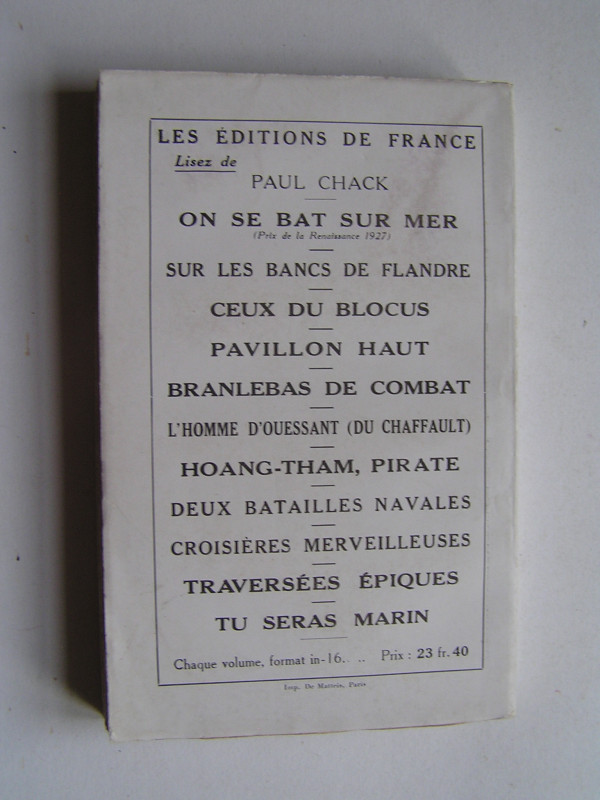 LES ÉDITIONS DE FRANCE
Lisez de
PAUL CHACK
ON SE BAT SUR MER
(Prix de la Renaissance 1927)
SUR LES BANCS DE FLANDRE
CEUX DU BLOCUS
PAVILLON HAUT
BRANLEBAS DE COMBAT
L'HOMME D'OUESSANT (DU CHAFFAULT)
HOANG-THAM, PIRATE
DEUX BATAILLES NAVALES
CROISIÈRES MERVEILLEUSES
TRAVERSÉES ÉPIQUES
TU SERAS MARIN
Chaque volume, format in-16. . .. Prix : 23 fr. 40
Imp. De Matteis, Paris